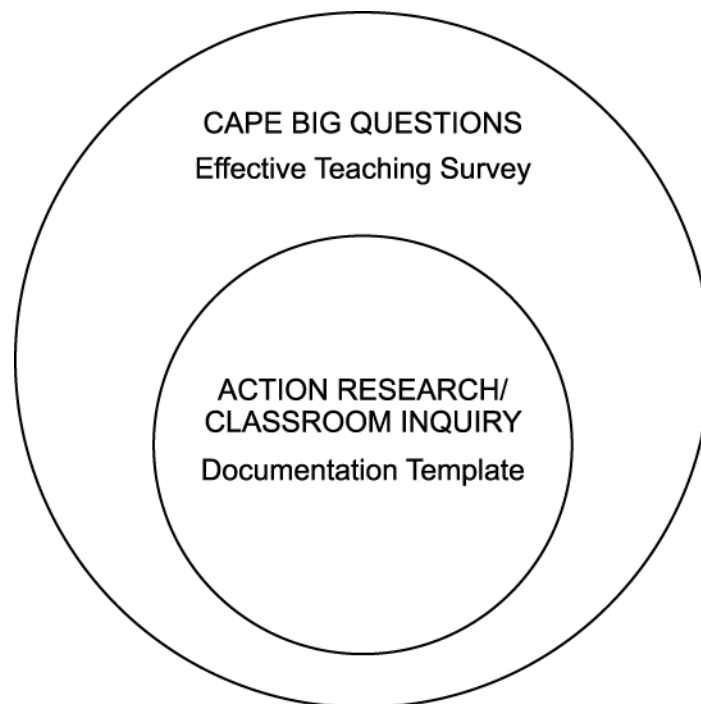 CAPE BIG QUESTIONS
Effective Teaching Survey
ACTION RESEARCH/
CLASSROOM INQUIRY
Documentation Template